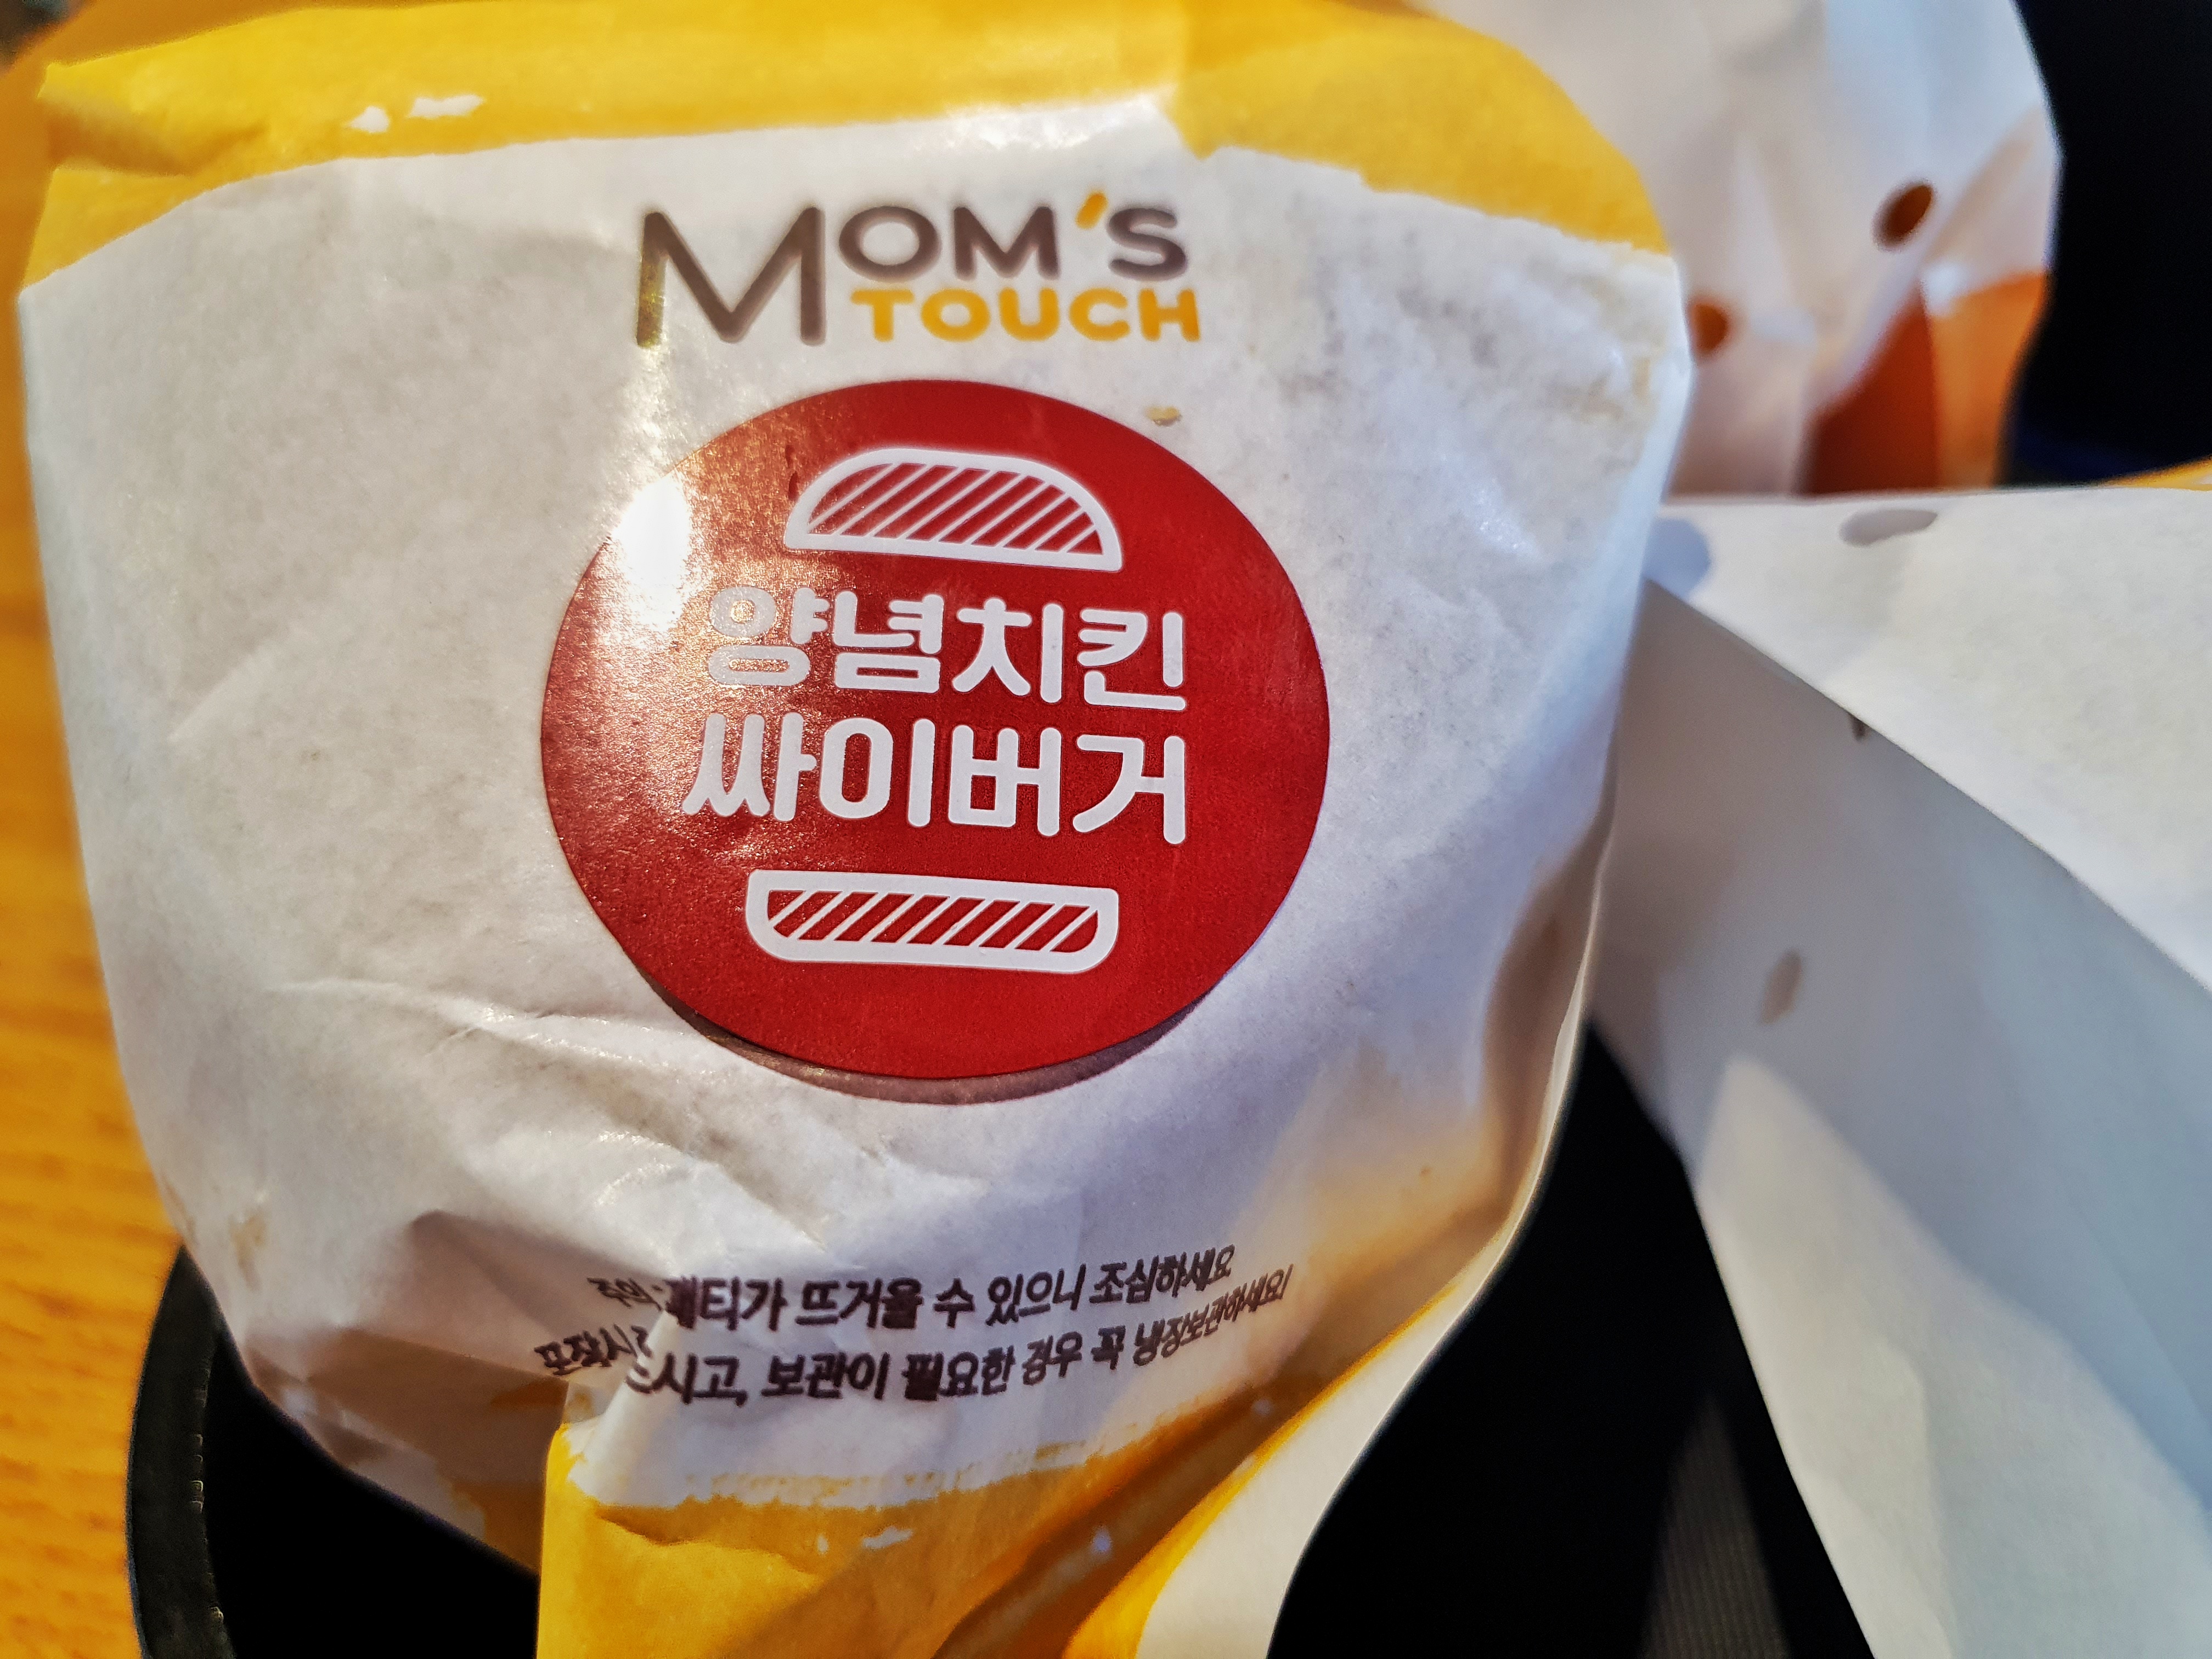 MOM'S
TOUCH
양념치킨
싸이버거
주의 : 패티가 뜨거울 수 있으니 조심하세요
드시고, 보관이 필요한 경우 꼭 냉장보관하세요!